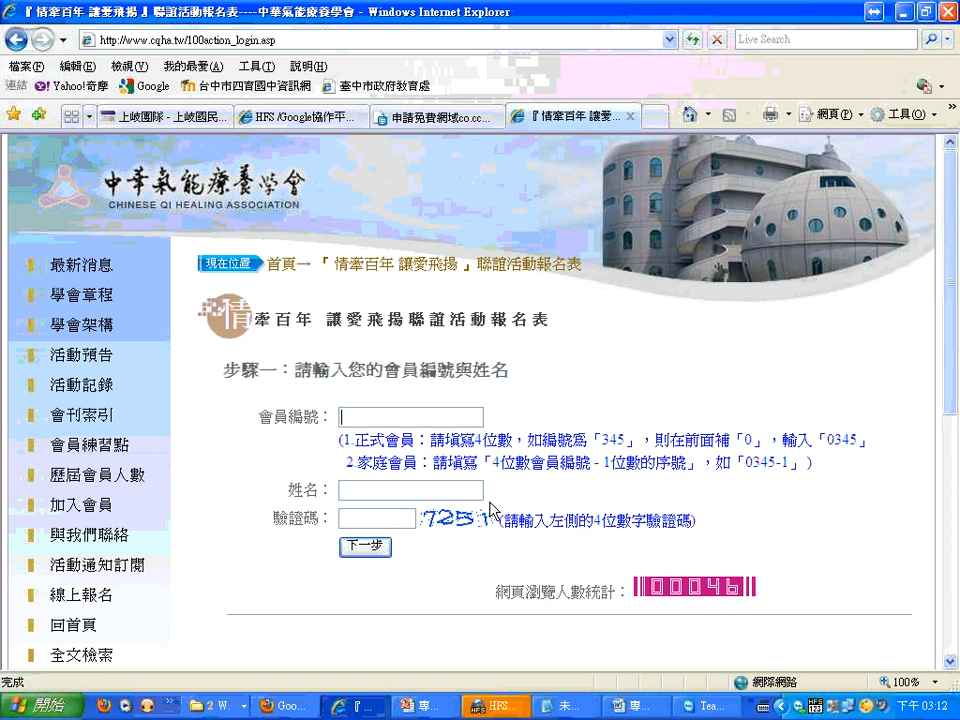 『 情牽百年 讓愛飛揚 』聯誼活動報名表----中華氣能療養學會 - Windows Internet Explorer
http://www.cqha.tw/100action_login.asp
Live Search
檔案(F) 編輯(E) 檢視(V) 我的最愛(A) 工具(T) 說明(H)
連結 Yahoo!奇摩 Google 台中市四育國中資訊網 臺中市政府教育處
上岐團隊 - 上岐國民... HFS /Google協作平... 申請免費網域co.cc... 『 情牽百年 讓愛... 網頁(P) 工具(O)
中華氣能療養學會
CHINESE QI HEALING ASSOCIATION
最新消息
學會章程
學會架構
活動預告
活動記錄
會刊索引
會員練習點
歷屆會員人數
加入會員
與我們聯絡
活動通知訂閱
線上報名
回首頁
全文檢索
現在位置 首頁→ 『 情牽百年 讓愛飛揚 』聯誼活動報名表
情牽百年 讓愛飛揚聯誼活動報名表
步驟一：請輸入您的會員編號與姓名
會員編號：
(1.正式會員：請填寫4位數，如編號為「345」，則在前面補「0」，輸入「0345」
2.家庭會員：請填寫「4位數會員編號 - 1位數的序號」，如「0345-1」)
姓名：
驗證碼： 7251 (請輸入左側的4位數字驗證碼)
下一步
網頁瀏覽人數統計： 00046
完成 網際網路 100%
開始 2 W. Goo... 『... 專... HFS... 未... 專... Tea... 下午 03:12